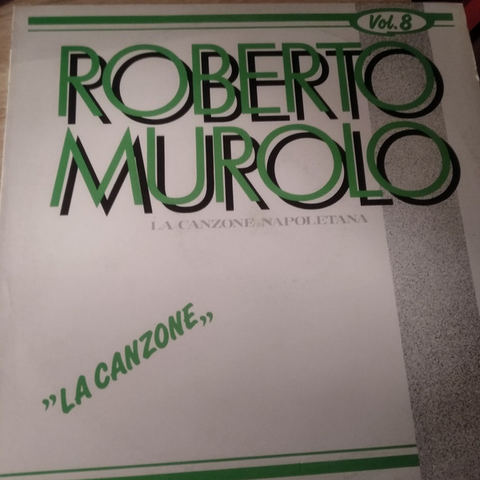 Vol. 8
ROBERTO
MUROLO
LA CANZONE NAPOLETANA
„LA CANZONE„